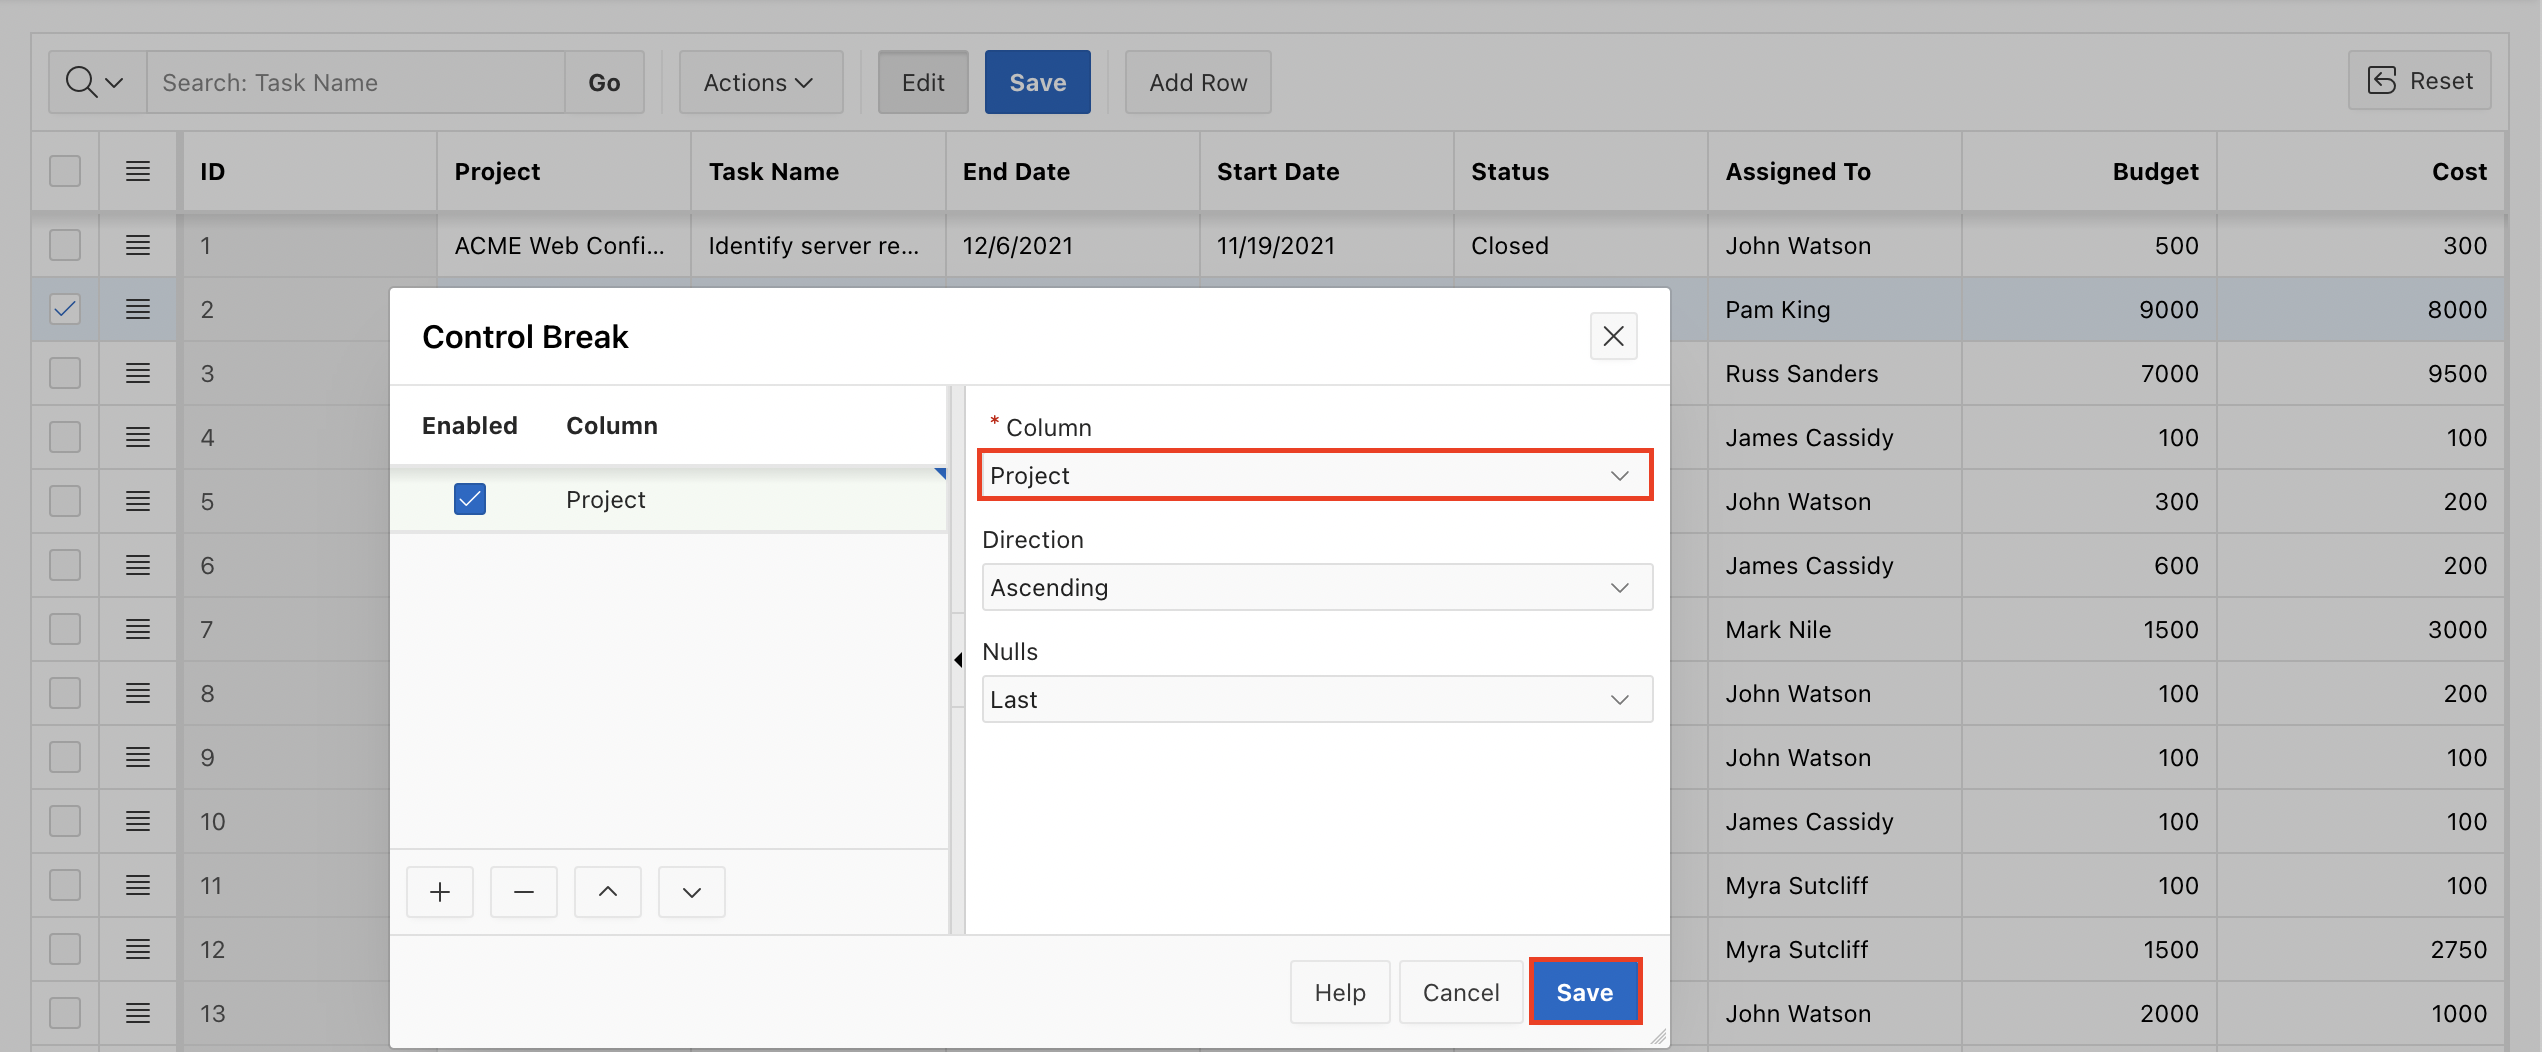 Search: Task Name Go Actions Edit Save Add Row Reset
ID Project Task Name End Date Start Date Status Assigned To Budget Cost
1 ACME Web Confi... Identify server re... 12/6/2021 11/19/2021 Closed John Watson 500 300
2 Pam King 9000 8000
3 Russ Sanders 7000 9500
4 James Cassidy 100 100
5 John Watson 300 200
6 James Cassidy 600 200
7 Mark Nile 1500 3000
8 John Watson 100 200
9 John Watson 100 100
10 James Cassidy 100 100
11 Myra Sutcliff 100 100
12 Myra Sutcliff 1500 2750
13 John Watson 2000 1000
Control Break
Enabled Column
Project
* Column
Project
Direction
Ascending
Nulls
Last
Help Cancel Save